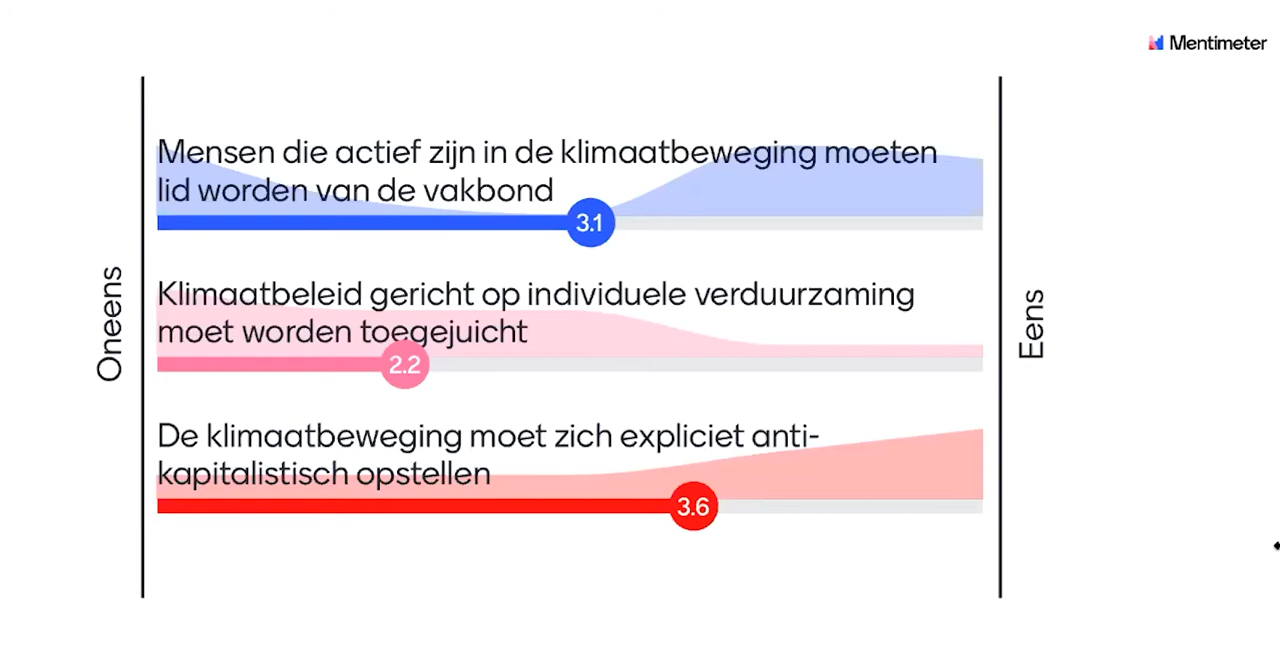 Mentimeter
Mensen die actief zijn in de klimaatbeweging moeten
lid worden van de vakbond
3.1
Klimaatbeleid gericht op individuele verduurzaming
moet worden toegejuicht
2.2
De klimaatbeweging moet zich expliciet anti-
kapitalistisch opstellen
3.6
Oneens
Eens